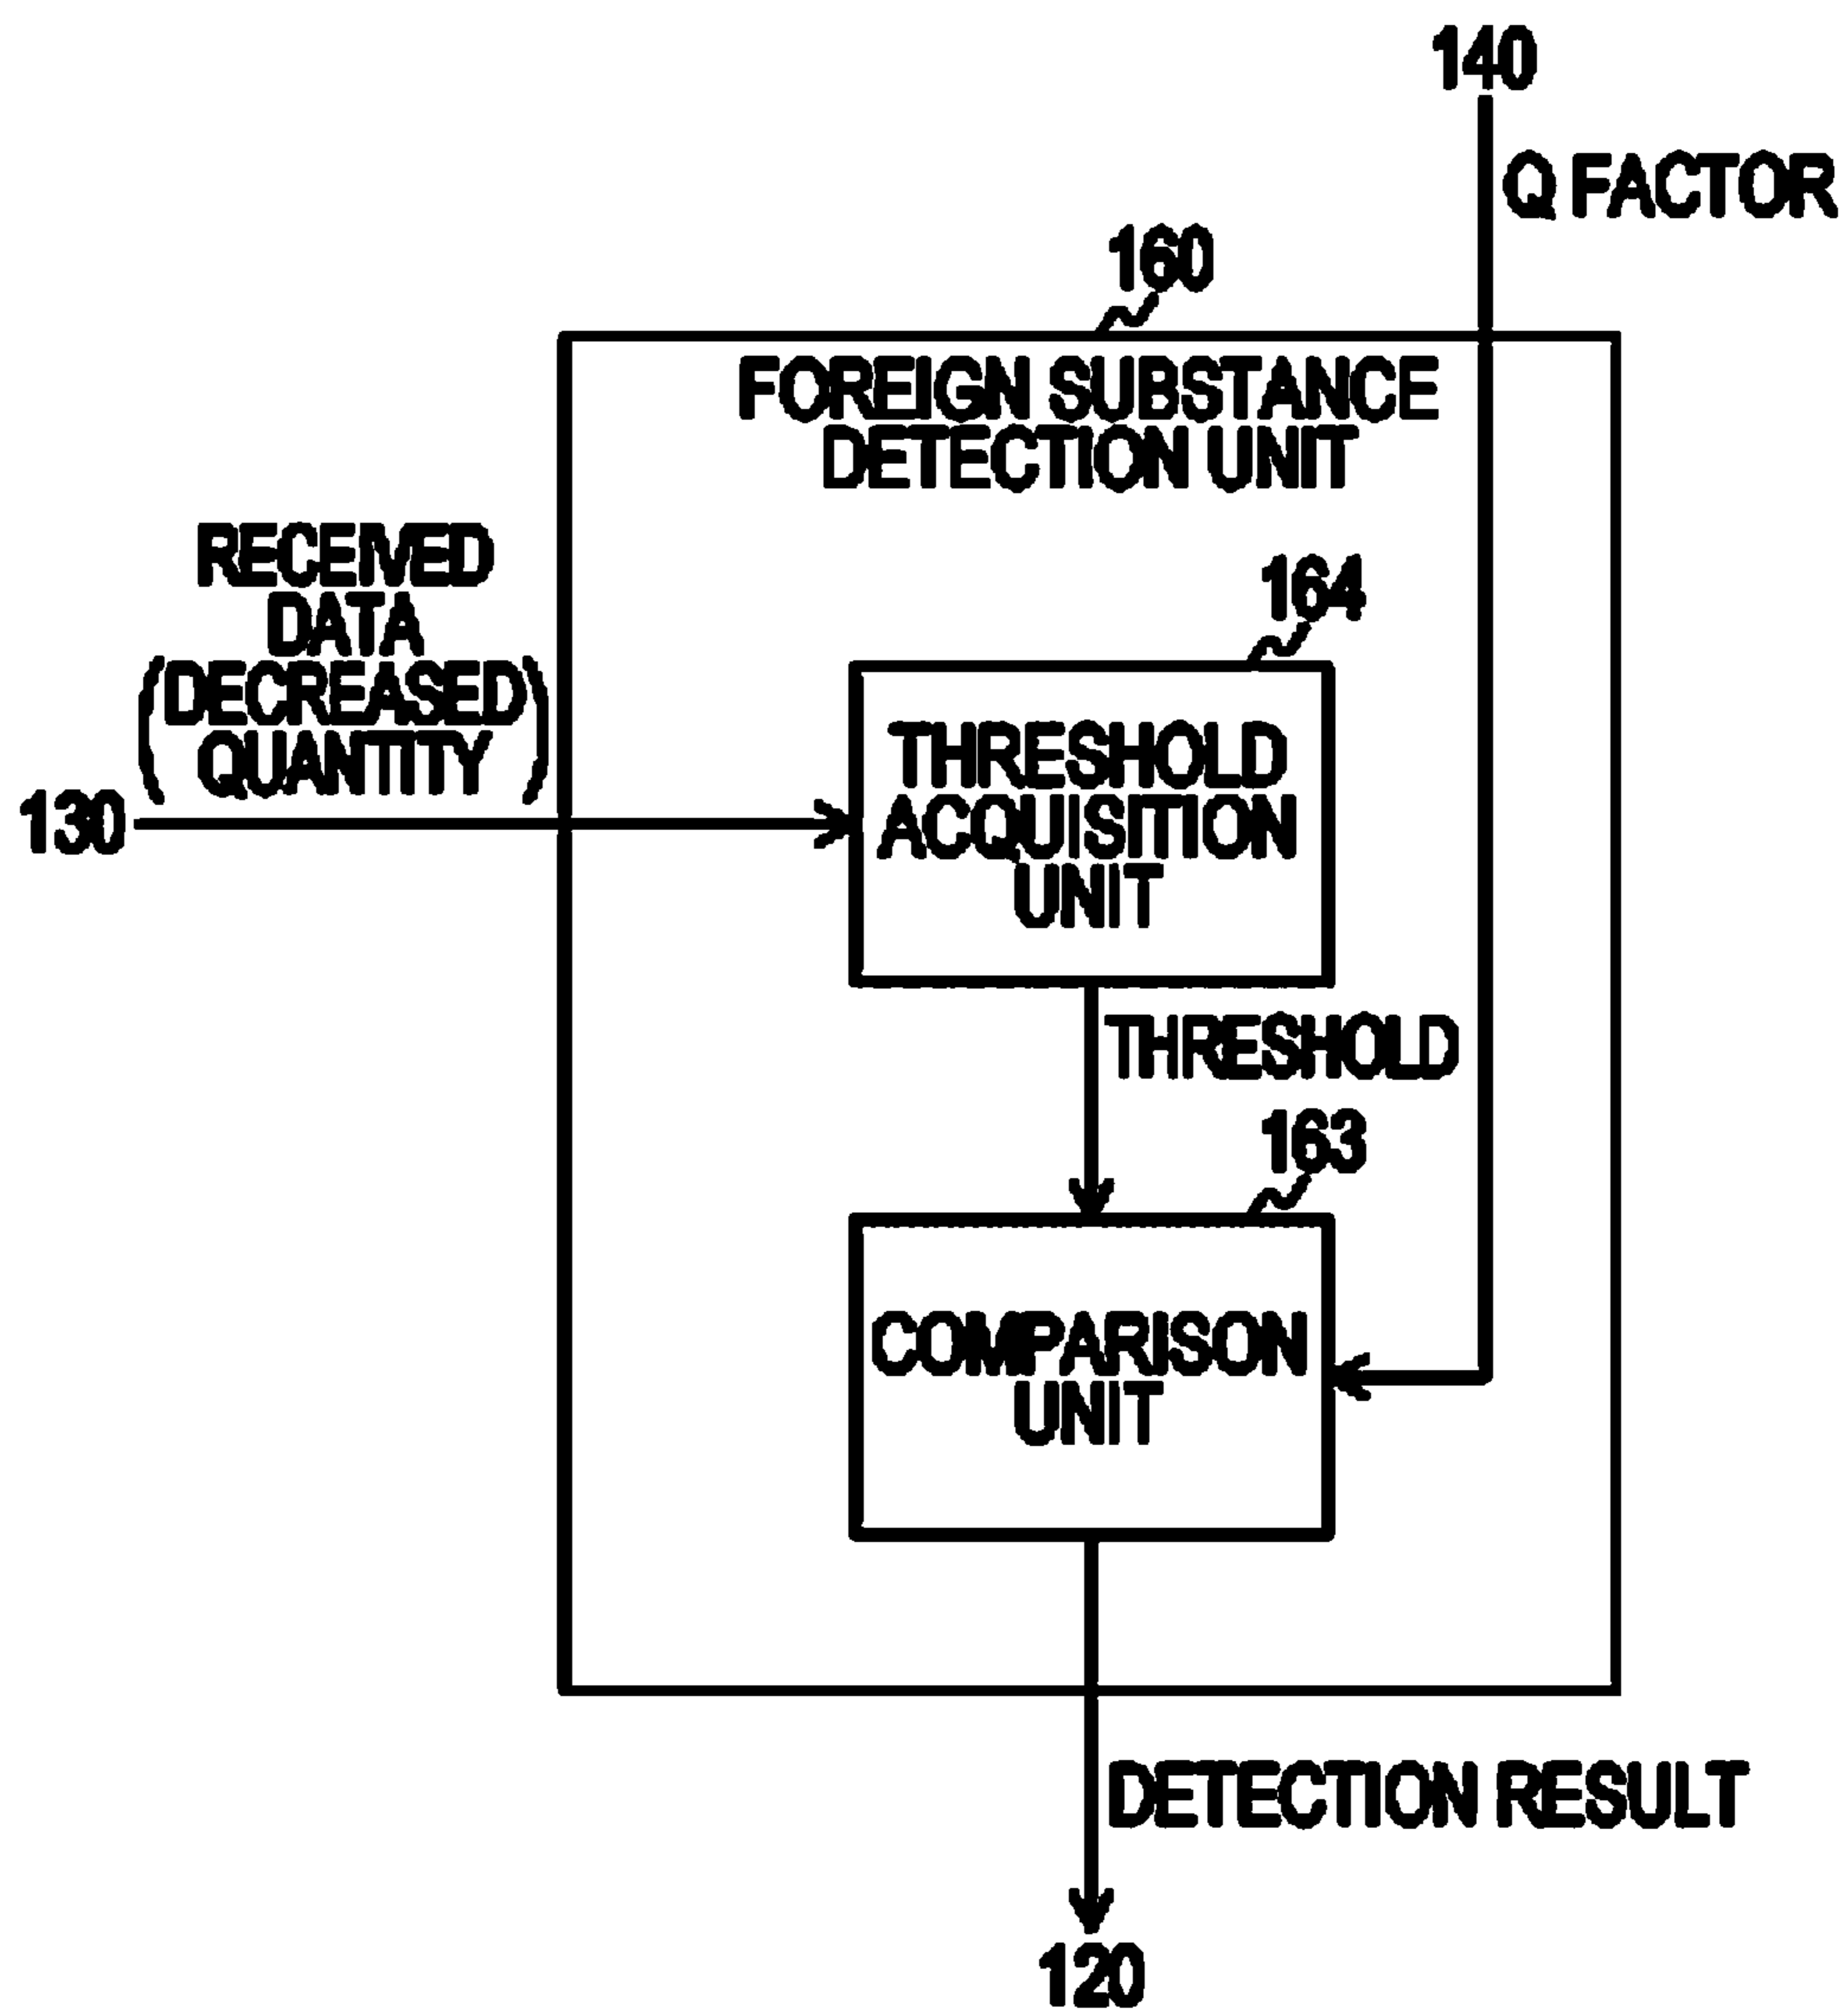 140
Q FACTOR
160
FOREIGN SUBSTANCE
DETECTION UNIT
RECEIVED
DATA
(DECREASED)
QUANTITY
130
164
THRESHOLD
ACQUISITION
UNIT
THRESHOLD
163
COMPARISON
UNIT
DETECTION RESULT
120